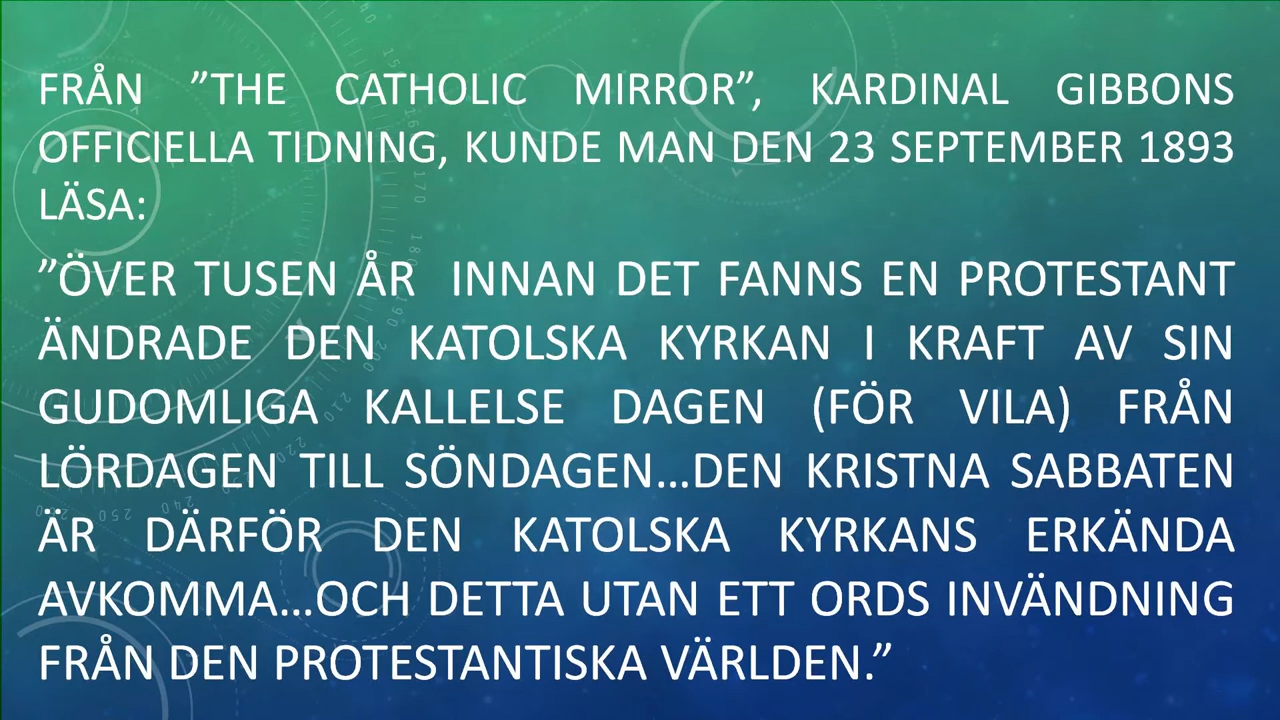 FRÅN ”THE CATHOLIC MIRROR”, KARDINAL GIBBONS
OFFICIELLA TIDNING, KUNDE MAN DEN 23 SEPTEMBER 1893
LÄSA:
”ÖVER TUSEN ÅR INNAN DET FANNS EN PROTESTANT
ÄNDRADE DEN KATOLSKA KYRKAN I KRAFT AV SIN
GUDOMLIGA KALLELSE DAGEN (FÖR VILA) FRÅN
LÖRDAGEN TILL SÖNDAGEN…DEN KRISTNA SABBATEN
ÄR DÄRFÖR DEN KATOLSKA KYRKANS ERKÄNDA
AVKOMMA…OCH DETTA UTAN ETT ORDS INVÄNDNING
FRÅN DEN PROTESTANTISKA VÄRLDEN.”